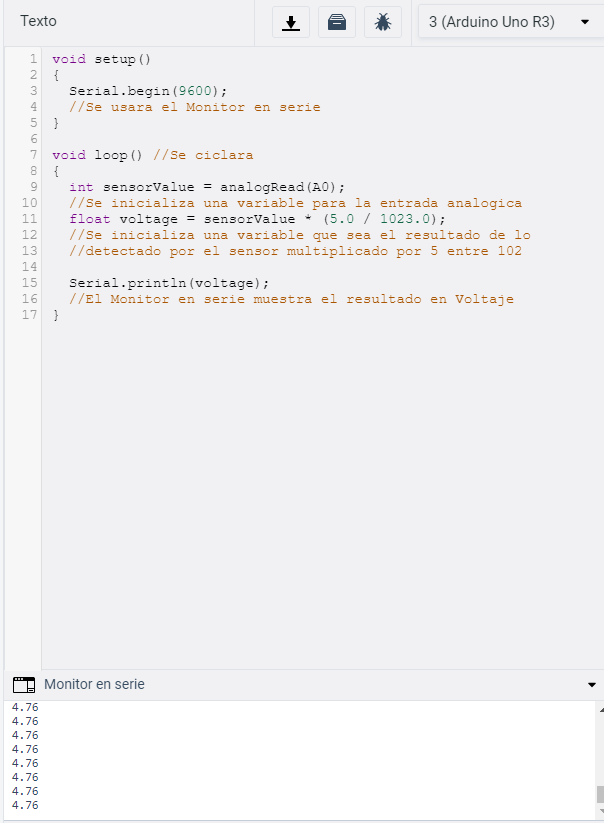 Texto
3 (Arduino Uno R3)
1 void setup()
2 {
3   Serial.begin(9600);
4   //Se usara el Monitor en serie
5 }
6
7 void loop() //Se ciclara
8 {
9   int sensorValue = analogRead(A0);
10   //Se inicializa una variable para la entrada analogica
11   float voltage = sensorValue * (5.0 / 1023.0);
12   //Se inicializa una variable que sea el resultado de lo
13   //detectado por el sensor multiplicado por 5 entre 102
14
15   Serial.println(voltage);
16   //El Monitor en serie muestra el resultado en Voltaje
17 }
Monitor en serie
4.76
4.76
4.76
4.76
4.76
4.76
4.76
4.76